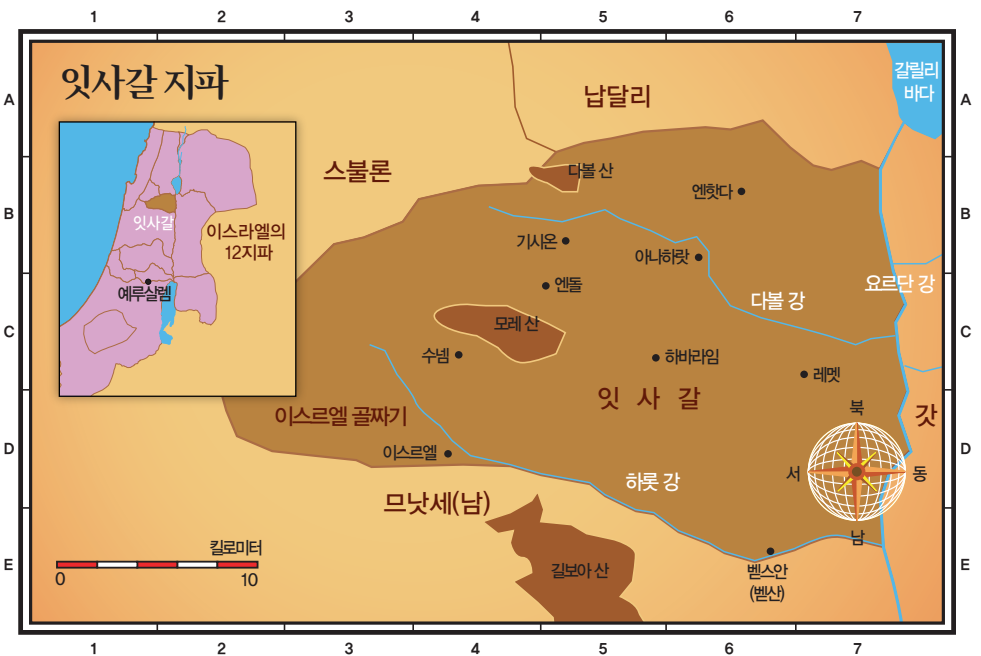 1 2 3 4 5 6 7
잇사갈 지파
갈릴리
바다
A
납달리
A
스불론
다볼 산
엔핫다
B
B
잇사갈
이스라엘의
12지파
기시온
아나하랏
엔돌
요르단 강
예루살렘
다볼 강
모레 산
C
C
수넴
하바라임
레멧
잇 사 갈
이스르엘 골짜기
북
갓
D
이스르엘
D
서
동
하롯 강
므낫세(남)
남
킬로미터
E
E
길보아 산
벧스안
(벧산)
0 10
1 2 3 4 5 6 7